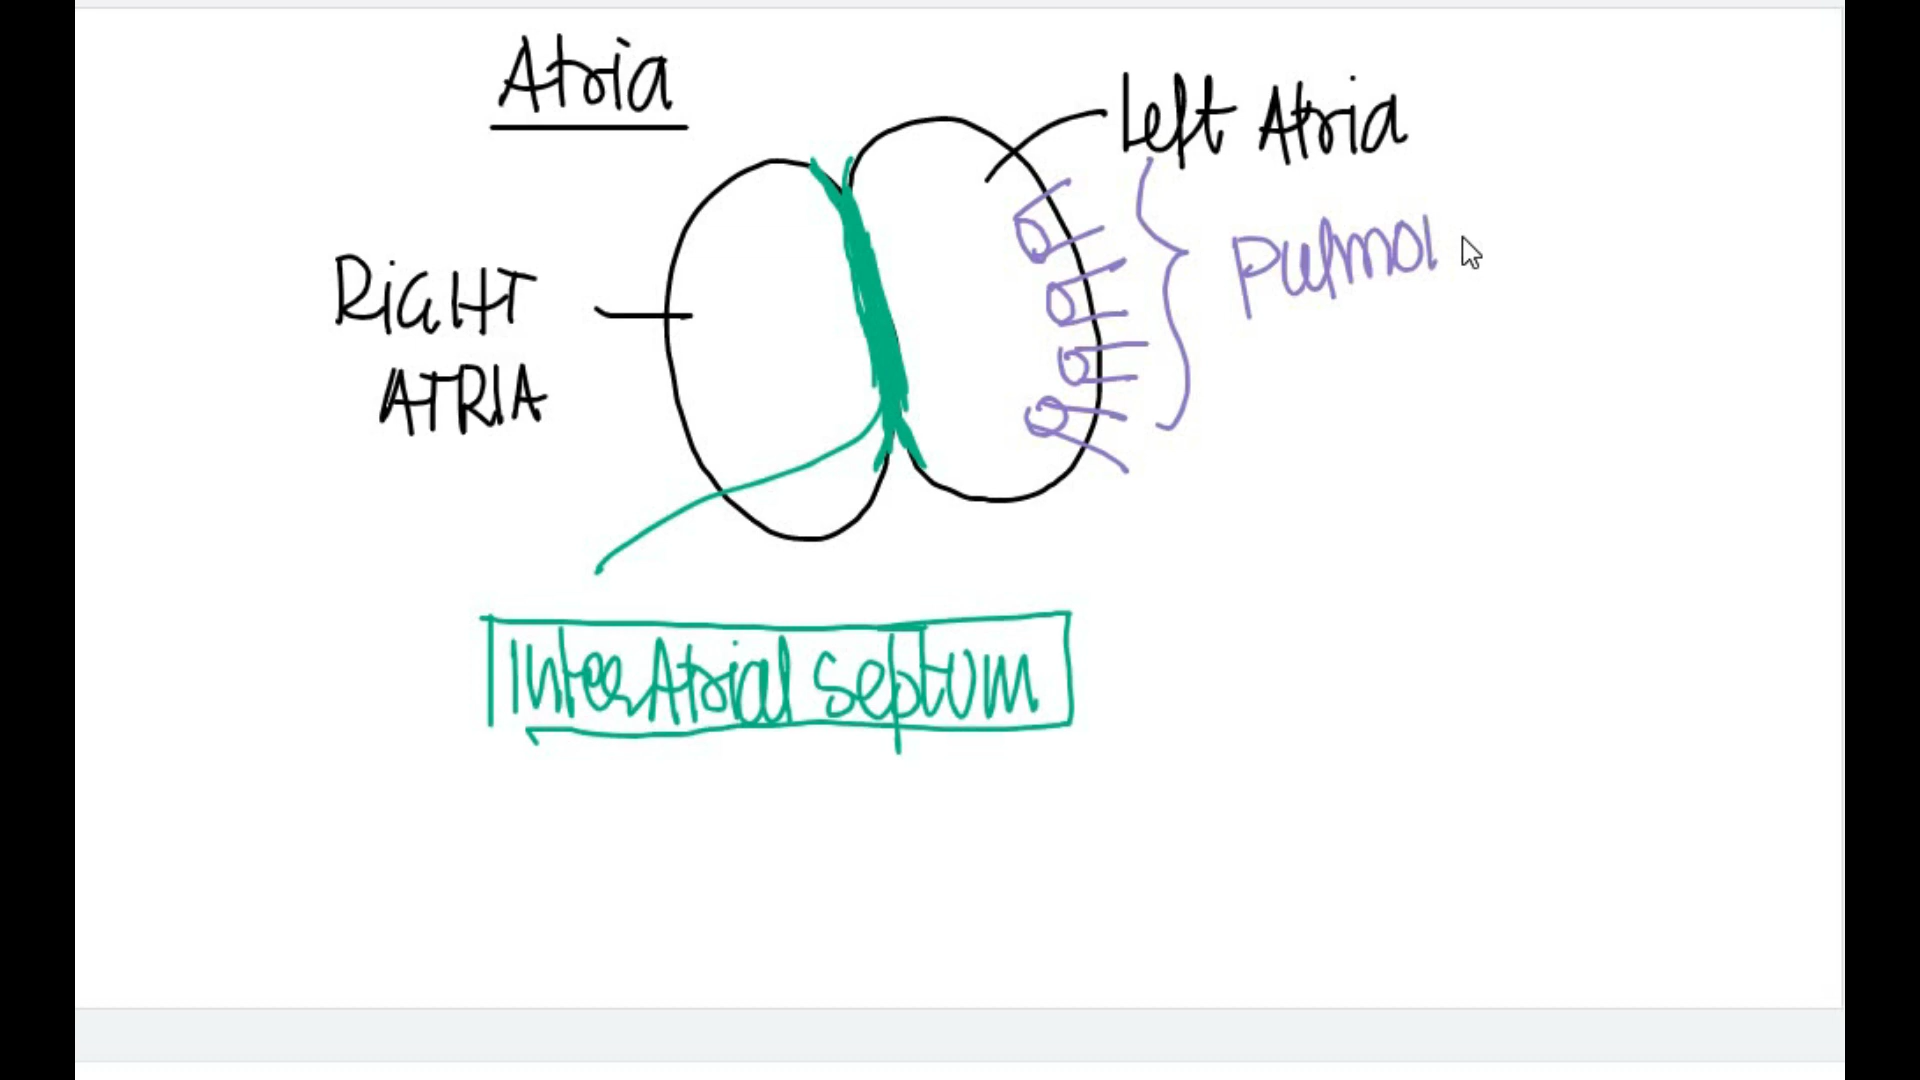 Atria
Left Atria
Pulmo
RiGHT
ATRIA
InterAtrial Septum